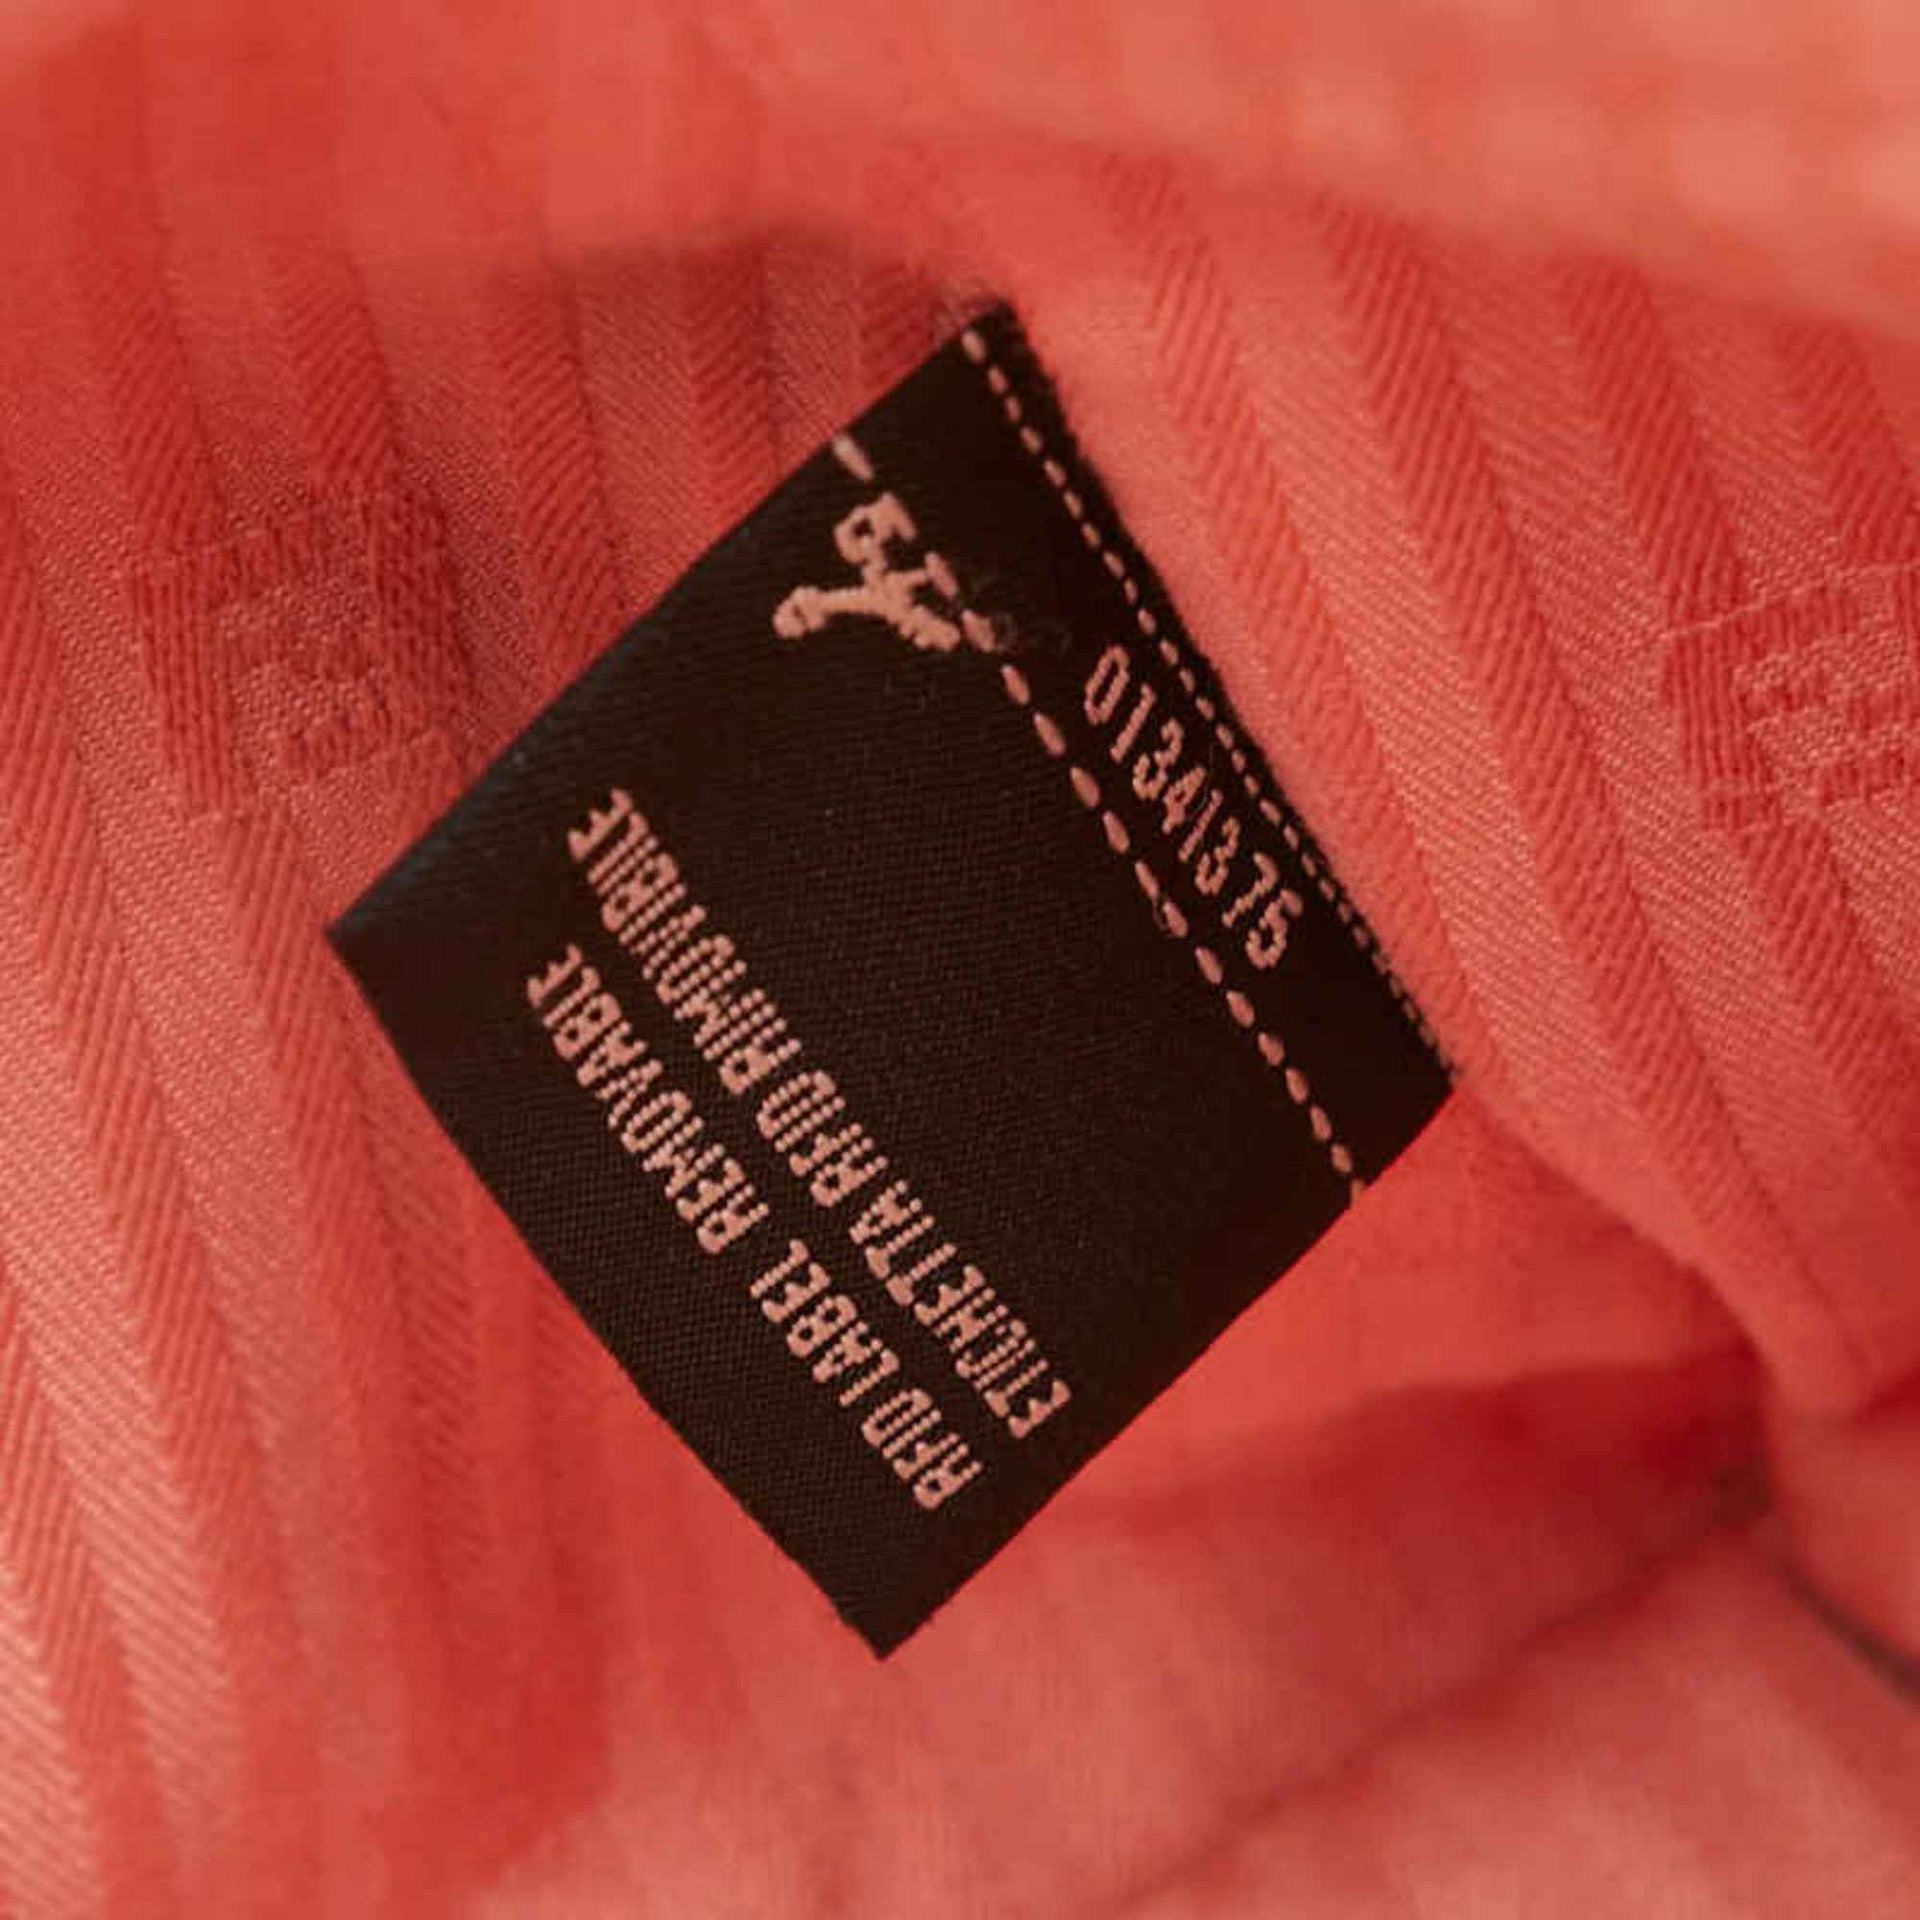 01341375
ETICHETTA RFID RIMOVIBILE
RFID LABEL REMOVABLE